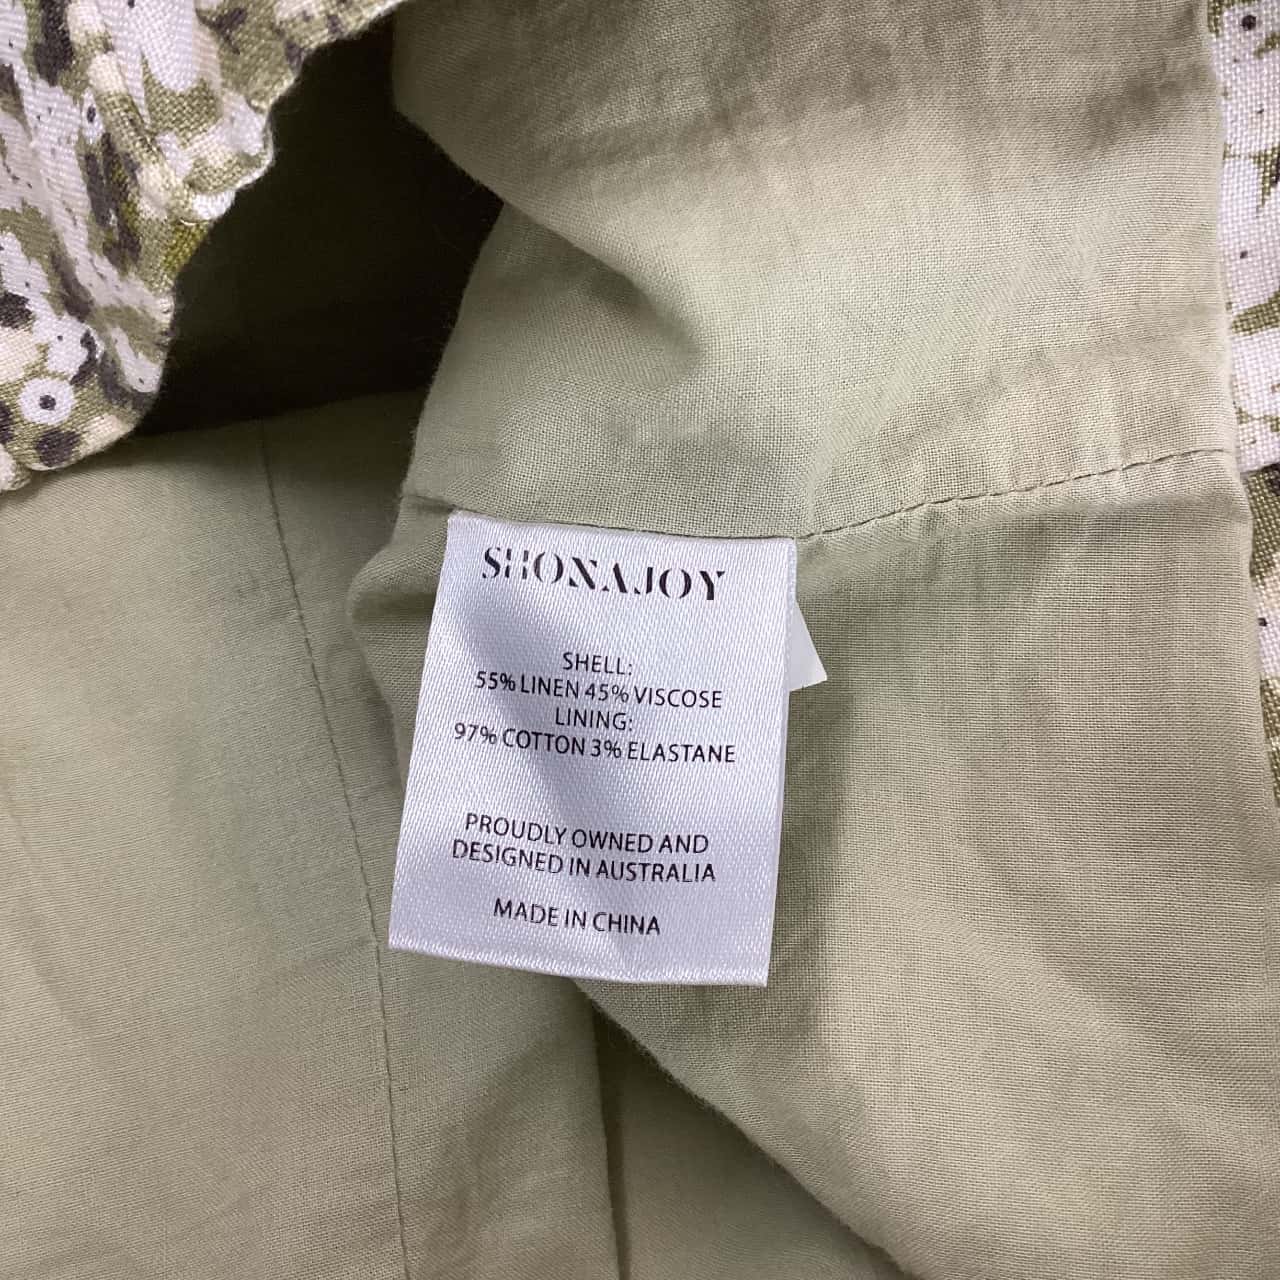 SHONAJOY
SHELL:
55% LINEN 45% VISCOSE
LINING:
97% COTTON 3% ELASTANE
PROUDLY OWNED AND
DESIGNED IN AUSTRALIA
MADE IN CHINA